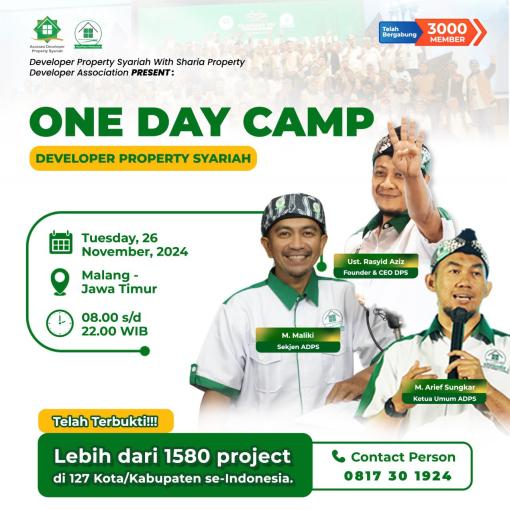 Asosiasi Developer
Property Syariah
Telah
Bergabung
3000
MEMBER
Developer Property Syariah With Sharia Property
Developer Association PRESENT :
ONE DAY CAMP
DEVELOPER PROPERTY SYARIAH
Tuesday, 26
November, 2024
Malang -
Jawa Timur
08.00 s/d
22.00 WIB
Ust. Rasyid Aziz
Founder & CEO DPS
M. Maliki
Sekjen ADPS
M. Arief Sungkar
Ketua Umum ADPS
Telah Terbukti!!!
Lebih dari 1580 project
di 127 Kota/Kabupaten se-Indonesia.
Contact Person
0817 30 1924